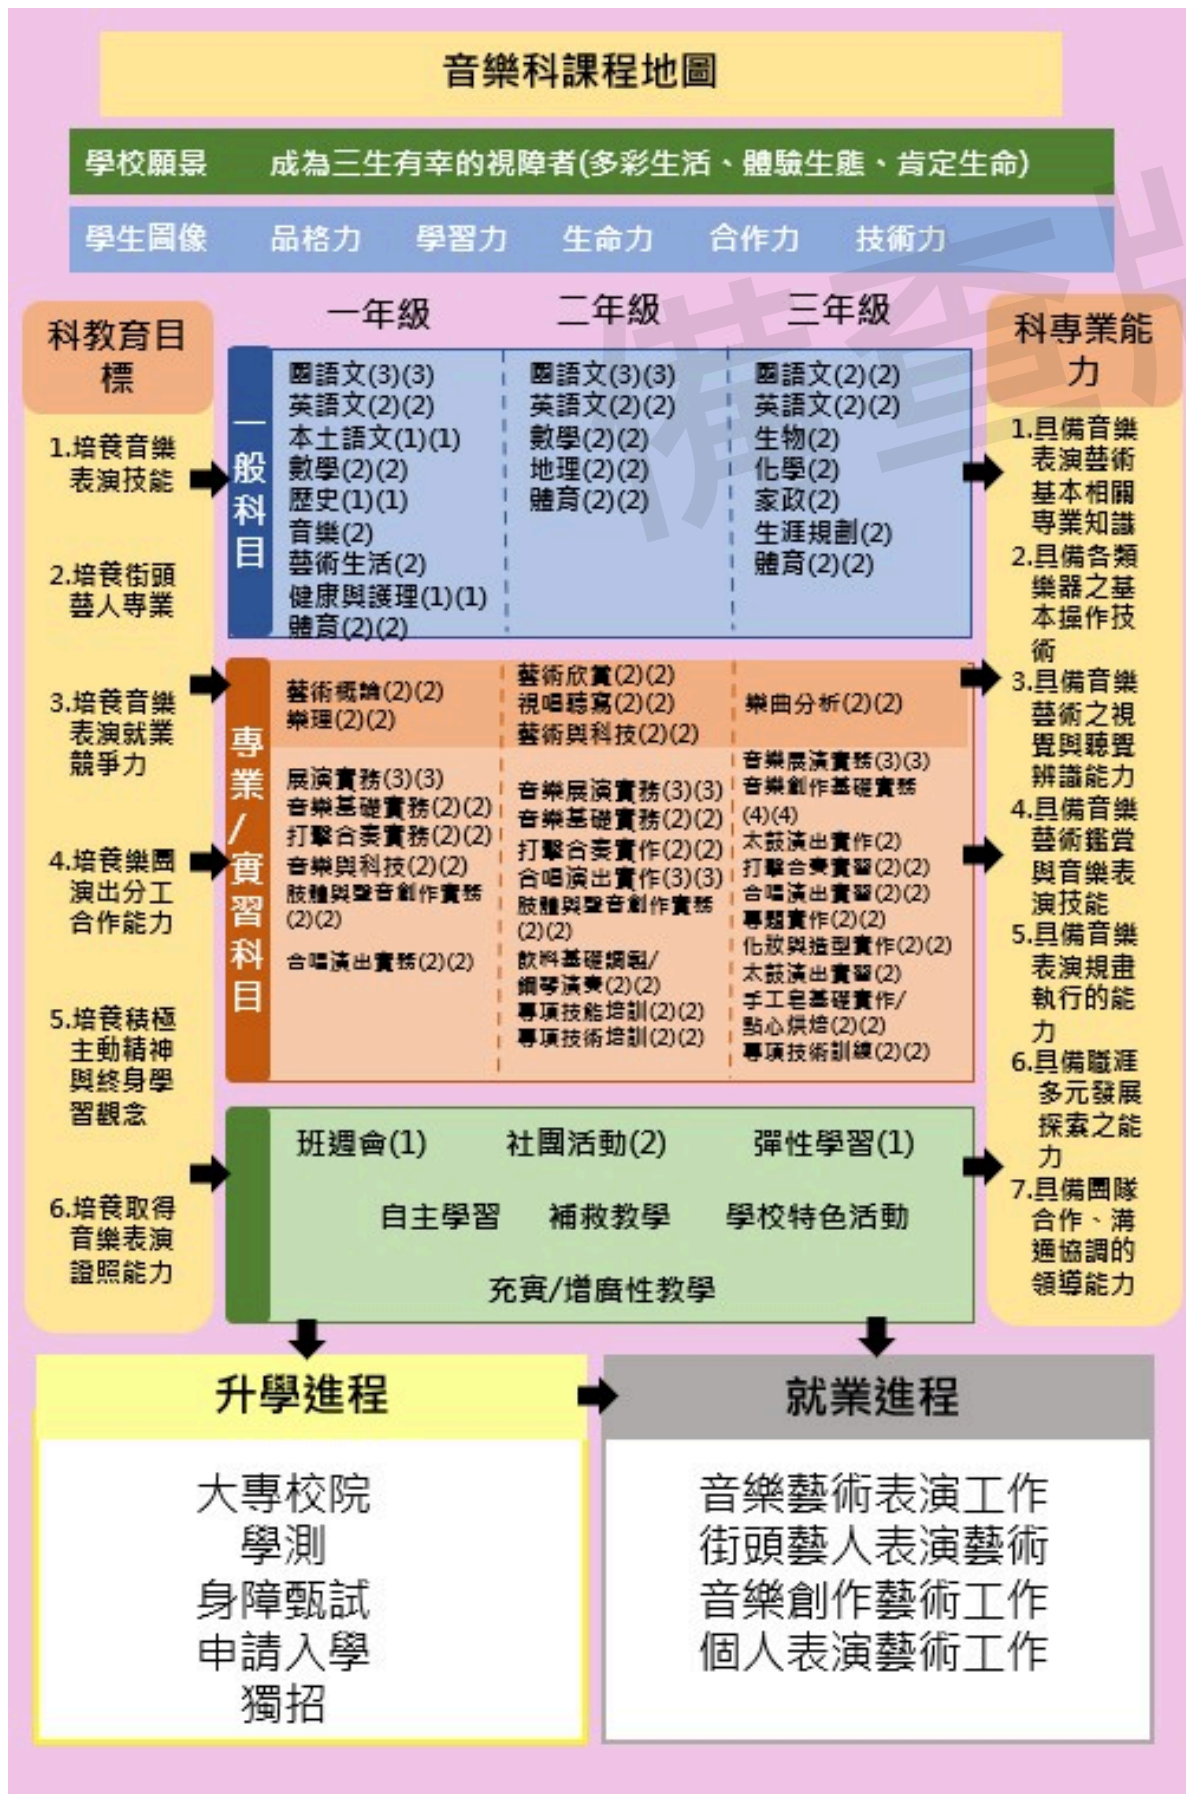 音樂科課程地圖
學校願景 成為三生有幸的視障者(多彩生活、體驗生態、肯定生命)
學生圖像 品格力 學習力 生命力 合作力 技術力
科教育目
標
1.培養音樂
表演技能
2.培養街頭
藝人專業
3.培養音樂
表演就業
競爭力
4.培養樂團
演出分工
合作能力
5.培養積極
主動精神
與終身學
習觀念
6.培養取得
音樂表演
證照能力
一年級
二年級
三年級
一般科目
國語文(3)(3)
英語文(2)(2)
本土語文(1)(1)
數學(2)(2)
歷史(1)(1)
音樂(2)
藝術生活(2)
健康與護理(1)(1)
體育(2)(2)
國語文(3)(3)
英語文(2)(2)
數學(2)(2)
地理(2)(2)
體育(2)(2)
國語文(2)(2)
英語文(2)(2)
生物(2)
化學(2)
家政(2)
生涯規劃(2)
體育(2)(2)
專業/實習科目
藝術概論(2)(2)
樂理(2)(2)
展演實務(3)(3)
音樂基礎實務(2)(2)
打擊合奏實務(2)(2)
音樂與科技(2)(2)
肢體與聲音創作實務
(2)(2)
合唱演出實務(2)(2)
藝術欣賞(2)(2)
視唱聽寫(2)(2)
藝術與科技(2)(2)
音樂展演實務(3)(3)
音樂基礎實務(2)(2)
打擊合奏實作(2)(2)
合唱演出實作(3)(3)
肢體與聲音創作實務
(2)(2)
飲料基礎調製/
鋼琴演奏(2)(2)
專項技能培訓(2)(2)
專項技術培訓(2)(2)
樂曲分析(2)(2)
音樂展演實務(3)(3)
音樂創作基礎實務
(4)(4)
太鼓演出實作(2)
打擊合奏實習(2)(2)
合唱演出實習(2)(2)
專題實作(2)(2)
化妝與造型實作(2)(2)
太鼓演出實習(2)
手工皂基礎實作/
點心烘焙(2)(2)
專項技術訓練(2)(2)
班週會(1) 社團活動(2) 彈性學習(1)
自主學習 補救教學 學校特色活動
充實/增廣性教學
科專業能
力
1.具備音樂
表演藝術
基本相關
專業知識
2.具備各類
樂器之基
本操作技
術
3.具備音樂
藝術之視
覺與聽覺
辨識能力
4.具備音樂
藝術鑑賞
與音樂表
演技能
5.具備音樂
表演規畫
執行的能
力
6.具備職涯
多元發展
探索之能
力
7.具備團隊
合作、溝
通協調的
領導能力
升學進程
大專校院
學測
身障甄試
申請入學
獨招
就業進程
音樂藝術表演工作
街頭藝人表演藝術
音樂創作藝術工作
個人表演藝術工作
備查